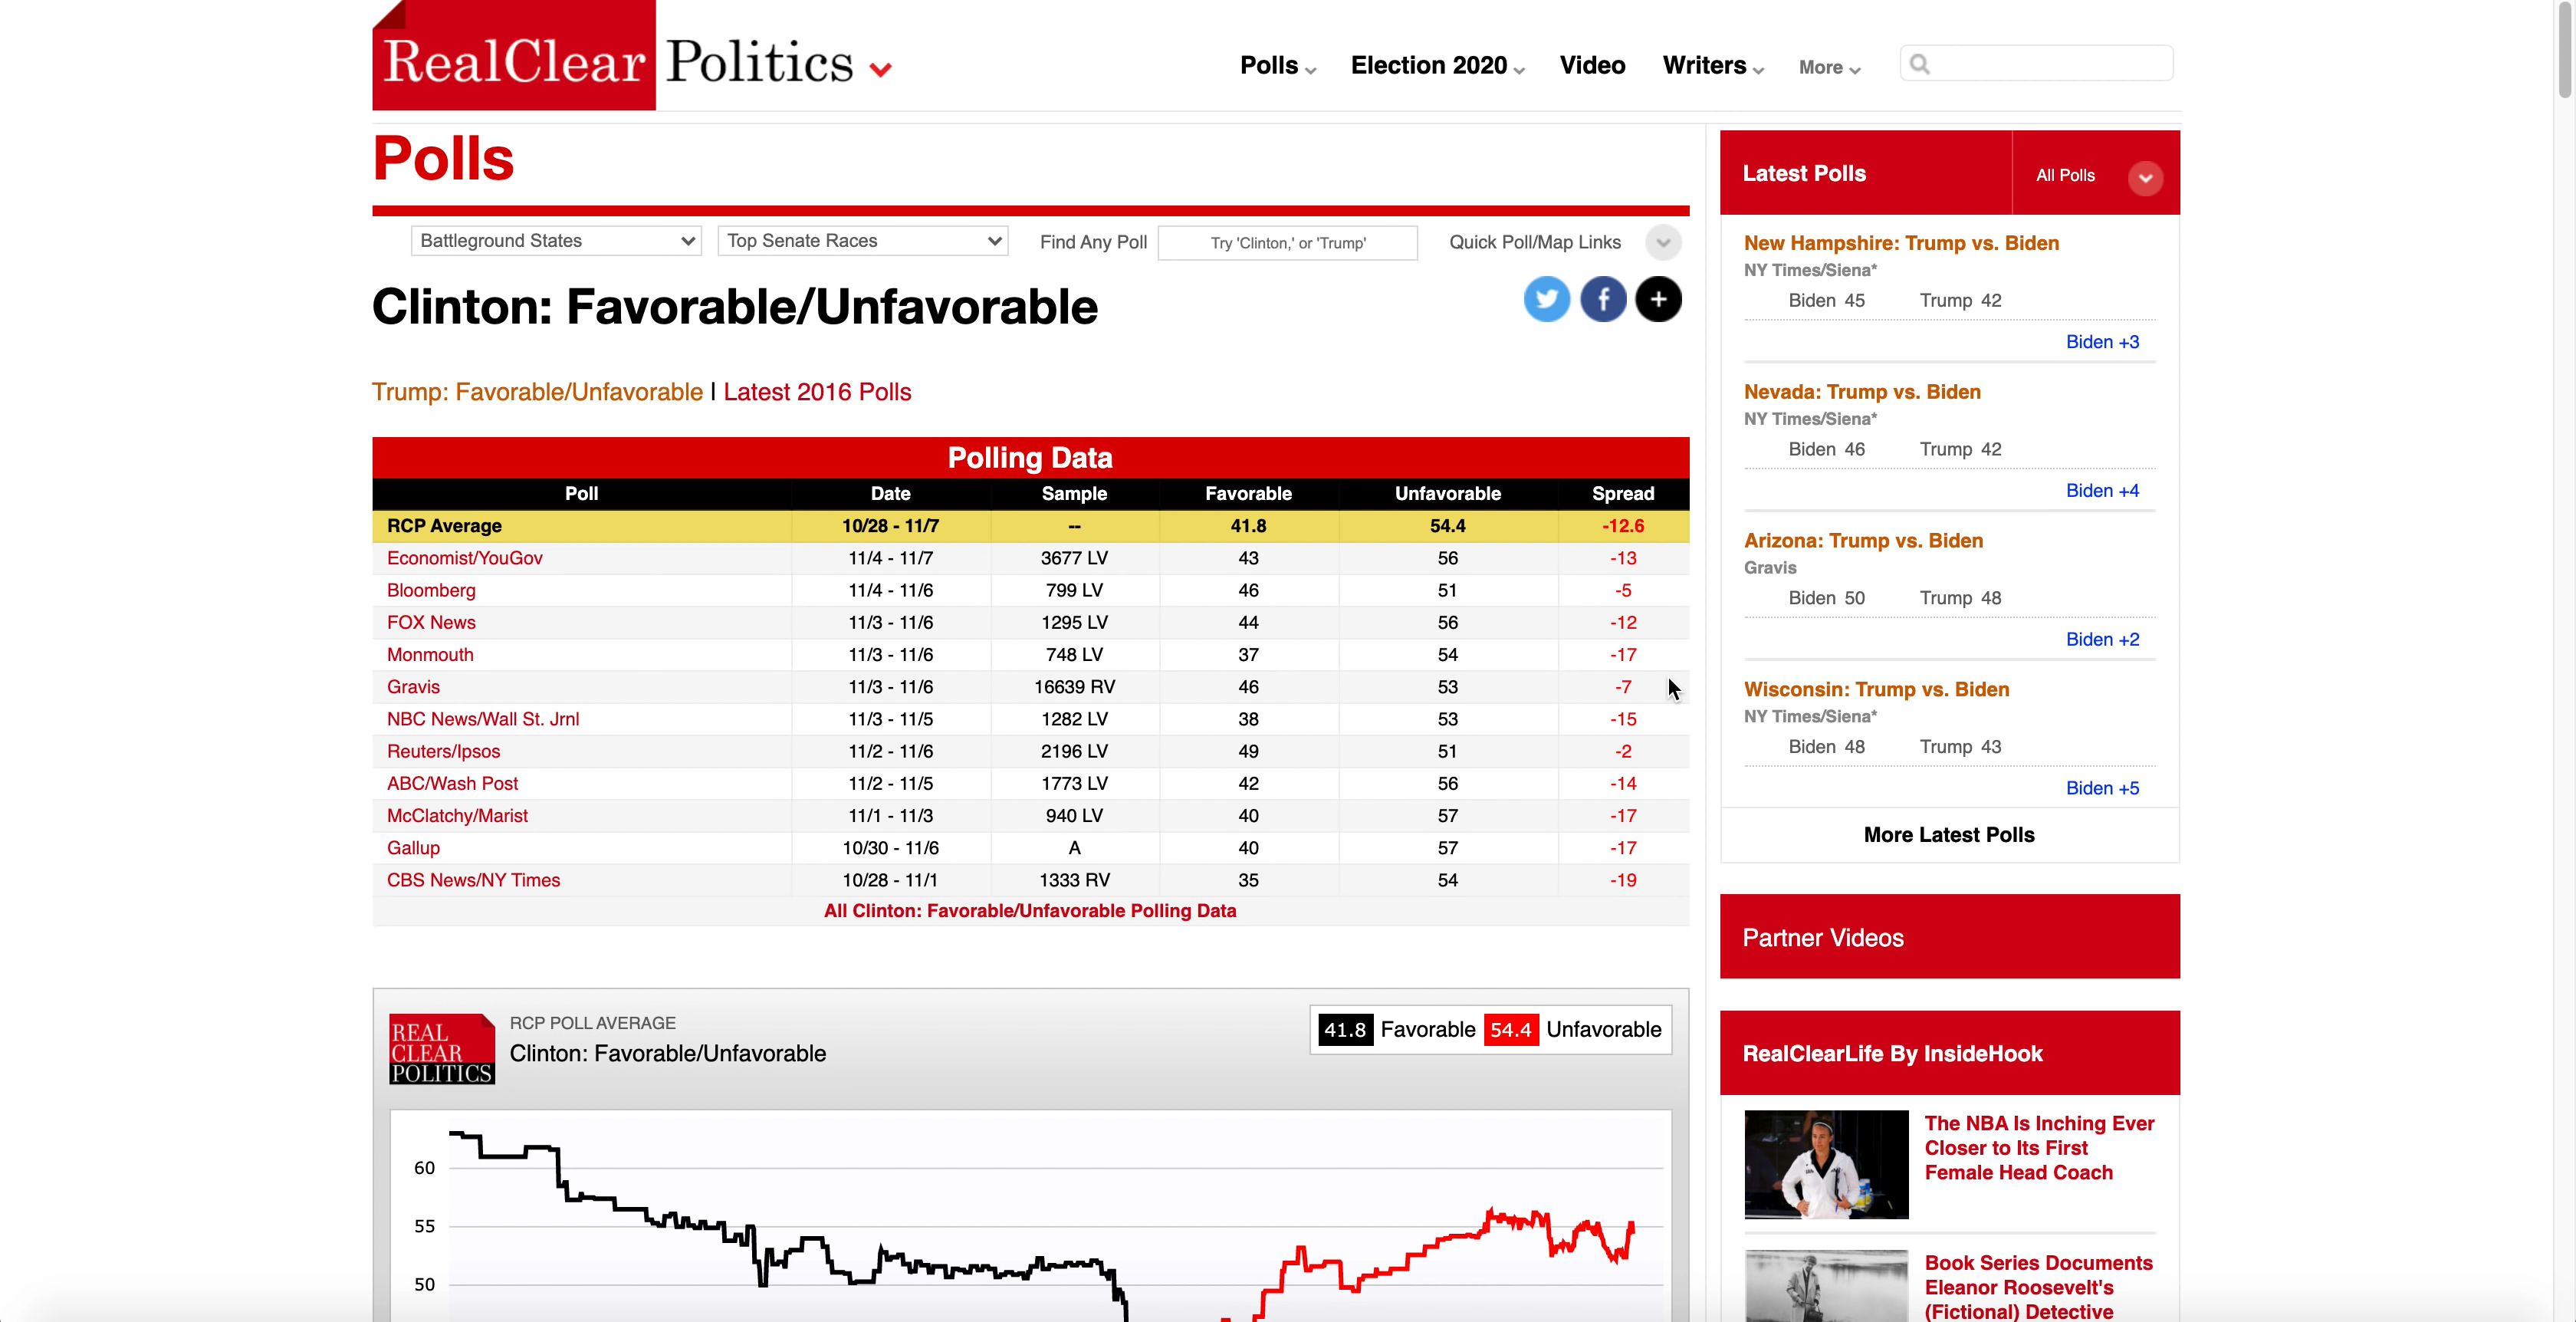 RealClear Politics
Polls Election 2020 Video Writers More
Polls
Battleground States Top Senate Races Find Any Poll Try 'Clinton,' or 'Trump' Quick Poll/Map Links
Clinton: Favorable/Unfavorable
Trump: Favorable/Unfavorable | Latest 2016 Polls
Polling Data
Poll Date Sample Favorable Unfavorable Spread
RCP Average 10/28 - 11/7 -- 41.8 54.4 -12.6
Economist/YouGov 11/4 - 11/7 3677 LV 43 56 -13
Bloomberg 11/4 - 11/6 799 LV 46 51 -5
FOX News 11/3 - 11/6 1295 LV 44 56 -12
Monmouth 11/3 - 11/6 748 LV 37 54 -17
Gravis 11/3 - 11/6 16639 RV 46 53 -7
NBC News/Wall St. Jrnl 11/3 - 11/5 1282 LV 38 53 -15
Reuters/Ipsos 11/2 - 11/6 2196 LV 49 51 -2
ABC/Wash Post 11/2 - 11/5 1773 LV 42 56 -14
McClatchy/Marist 11/1 - 11/3 940 LV 40 57 -17
Gallup 10/30 - 11/6 A 40 57 -17
CBS News/NY Times 10/28 - 11/1 1333 RV 35 54 -19
All Clinton: Favorable/Unfavorable Polling Data
REAL
CLEAR
POLITICS
RCP POLL AVERAGE
Clinton: Favorable/Unfavorable
41.8 Favorable 54.4 Unfavorable
60
55
50
Latest Polls All Polls
New Hampshire: Trump vs. Biden
NY Times/Siena*
Biden 45 Trump 42
Biden +3
Nevada: Trump vs. Biden
NY Times/Siena*
Biden 46 Trump 42
Biden +4
Arizona: Trump vs. Biden
Gravis
Biden 50 Trump 48
Biden +2
Wisconsin: Trump vs. Biden
NY Times/Siena*
Biden 48 Trump 43
Biden +5
More Latest Polls
Partner Videos
RealClearLife By InsideHook
The NBA Is Inching Ever
Closer to Its First
Female Head Coach
Book Series Documents
Eleanor Roosevelt's
(Fictional) Detective